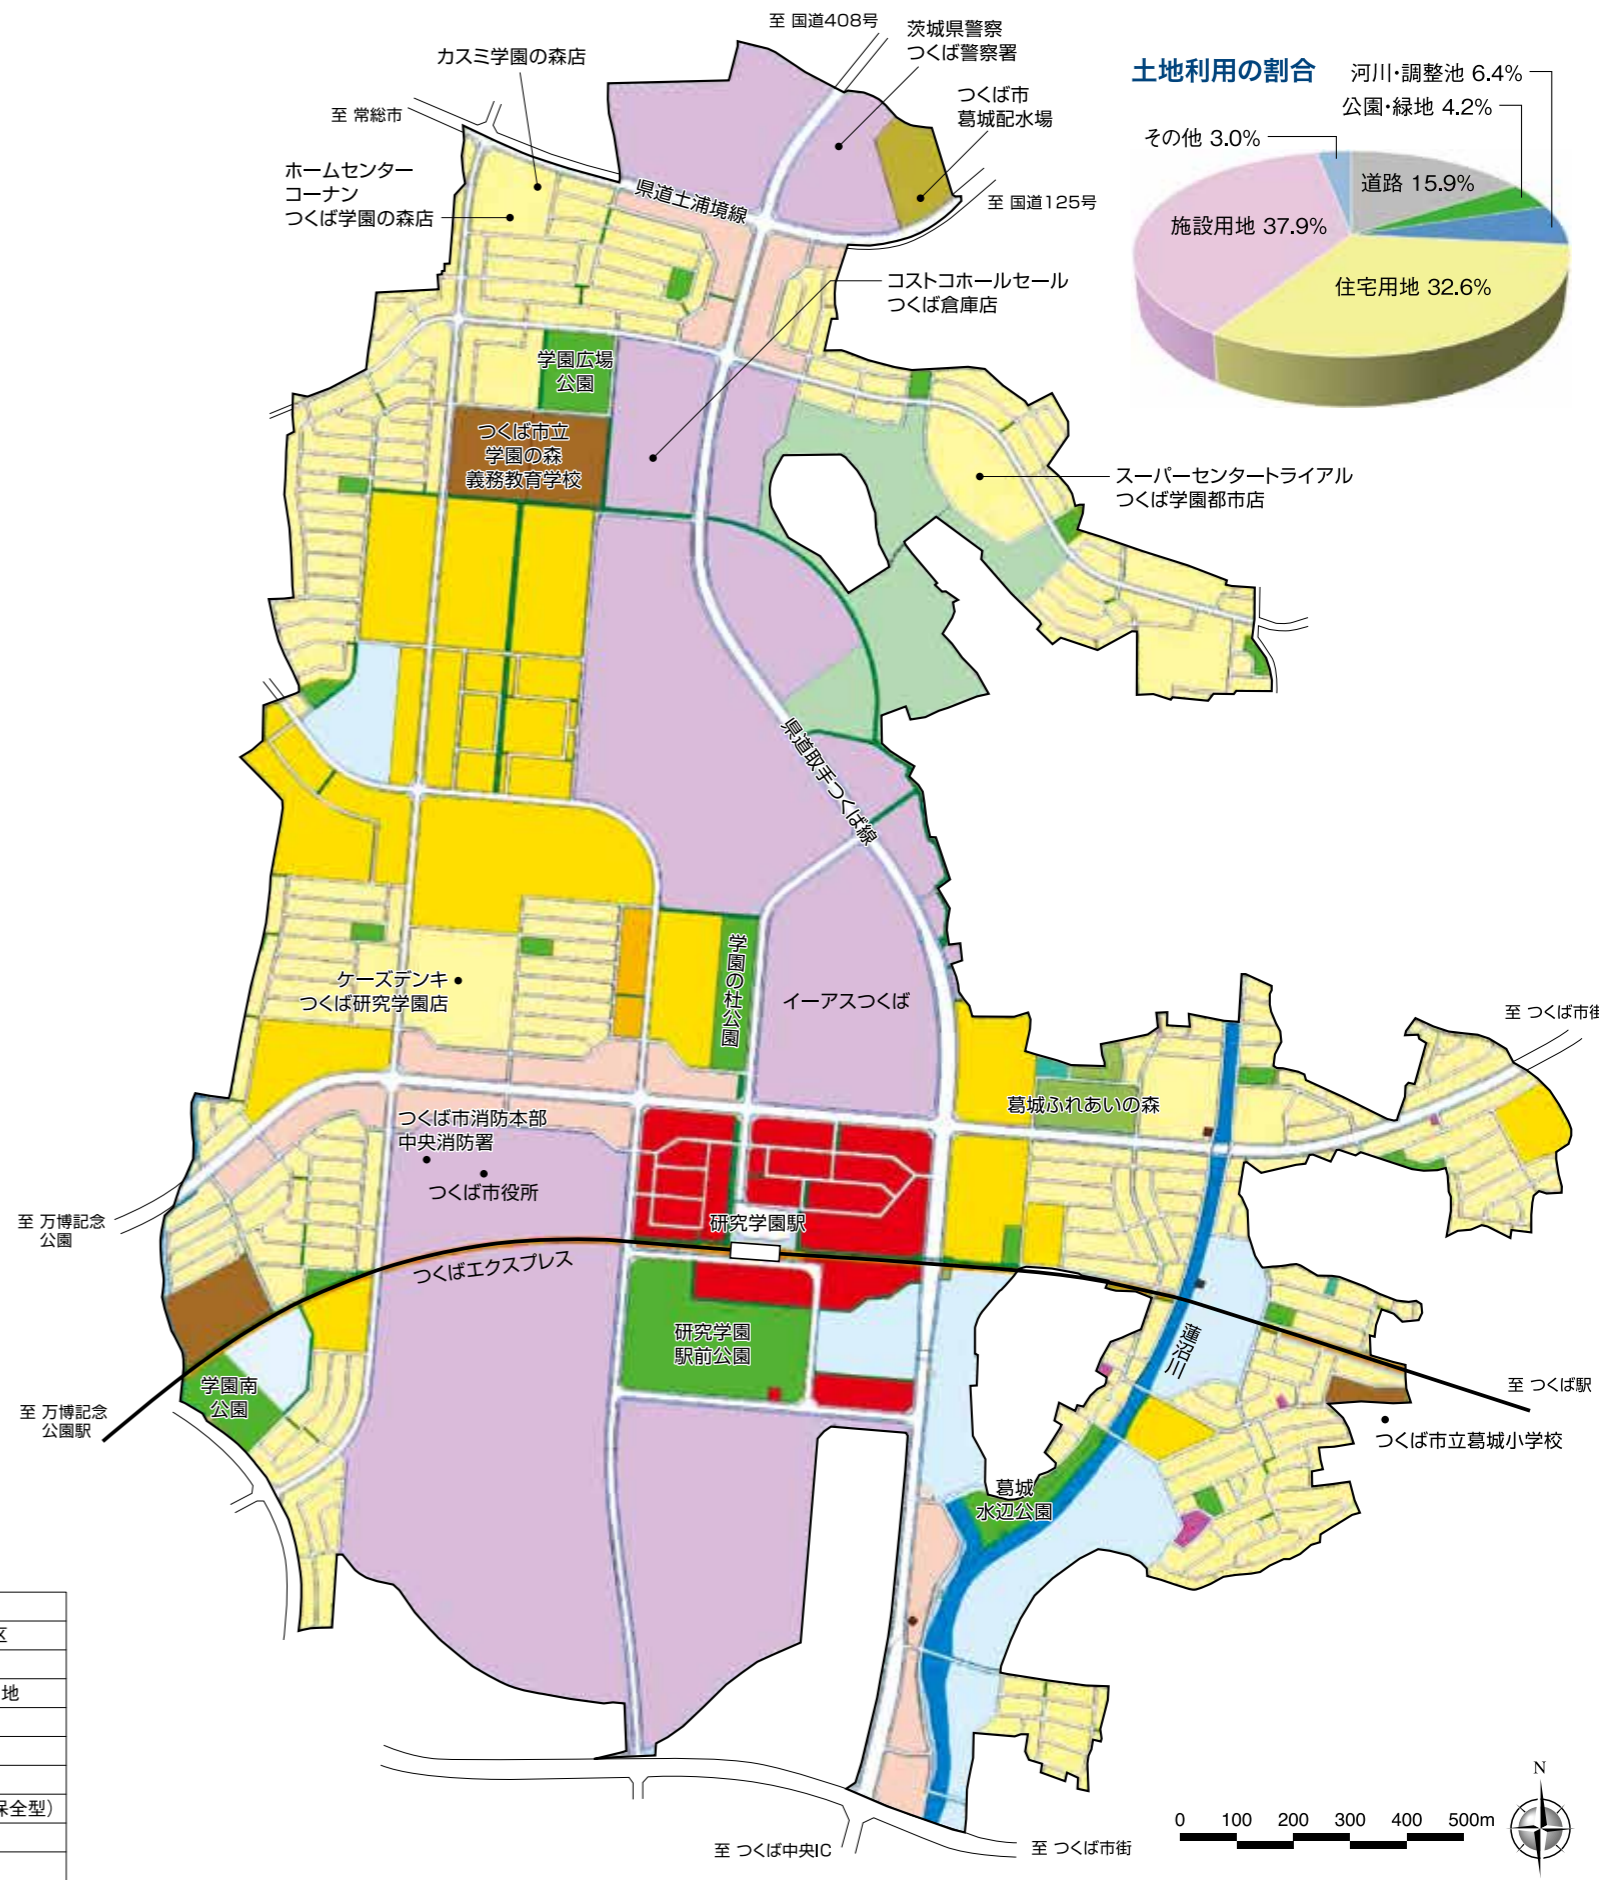 至 国道408号
茨城県警察
つくば警察署
カスミ学園の森店
つくば市
葛城配水場
至 常総市
ホームセンター
コーナン
つくば学園の森店
県道土浦境線
至 国道125号
土地利用の割合
河川・調整池 6.4%
公園・緑地 4.2%
その他 3.0%
道路 15.9%
施設用地 37.9%
住宅用地 32.6%
コストコホールセール
つくば倉庫店
学園広場
公園
つくば市立
学園の森
義務教育学校
スーパーセンタートライアル
つくば学園都市店
県道取手つくば線
学園の杜公園
ケーズデンキ
つくば研究学園店
イーアスつくば
至 つくば市街
葛城ふれあいの森
つくば市消防本部
中央消防署
つくば市役所
研究学園駅
至 万博記念
公園
つくばエクスプレス
研究学園
駅前公園
蓮沼川
学園南
公園
至 万博記念
公園駅
至 つくば駅
つくば市立葛城小学校
葛城
水辺公園
区
地
保全型）
至 つくば中央IC
至 つくば市街
0 100 200 300 400 500m
N